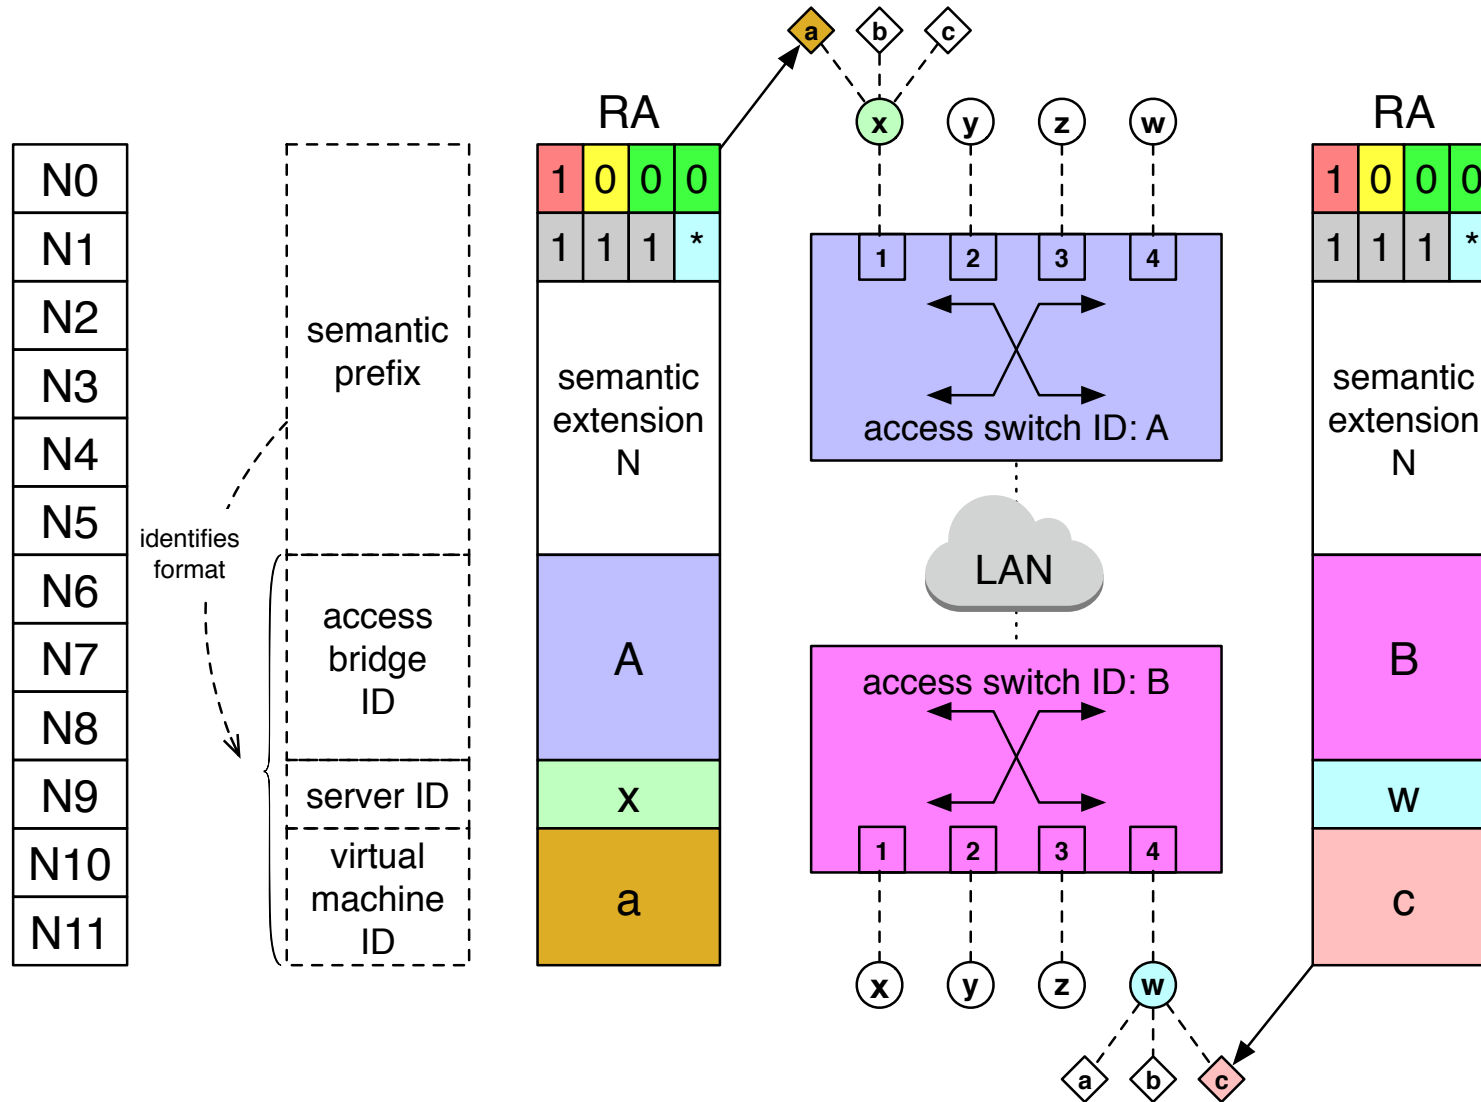 N0
N1
N2
N3
N4
N5
N6
N7
N8
N9
N10
N11
identifies
format
semantic
prefix
access
bridge
ID
server ID
virtual
machine
ID
RA
1 0 0 0
1 1 1 *
semantic
extension
N
A
x
a
a b c
x y z w
1 2 3 4
access switch ID: A
LAN
access switch ID: B
1 2 3 4
x y z w
a b c
RA
1 0 0 0
1 1 1 *
semantic
extension
N
B
w
c